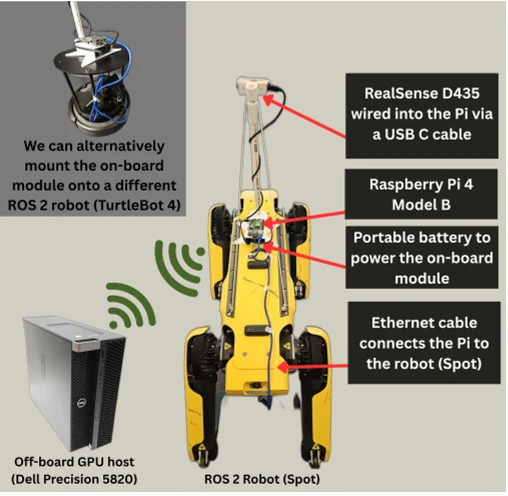 We can alternatively
mount the on-board
module onto a different
ROS 2 robot (TurtleBot 4)
RealSense D435
wired into the Pi via
a USB C cable
Raspberry Pi 4
Model B
Portable battery to
power the on-board
module
Ethernet cable
connects the Pi to
the robot (Spot)
DELL
Off-board GPU host
(Dell Precision 5820)
ROS 2 Robot (Spot)